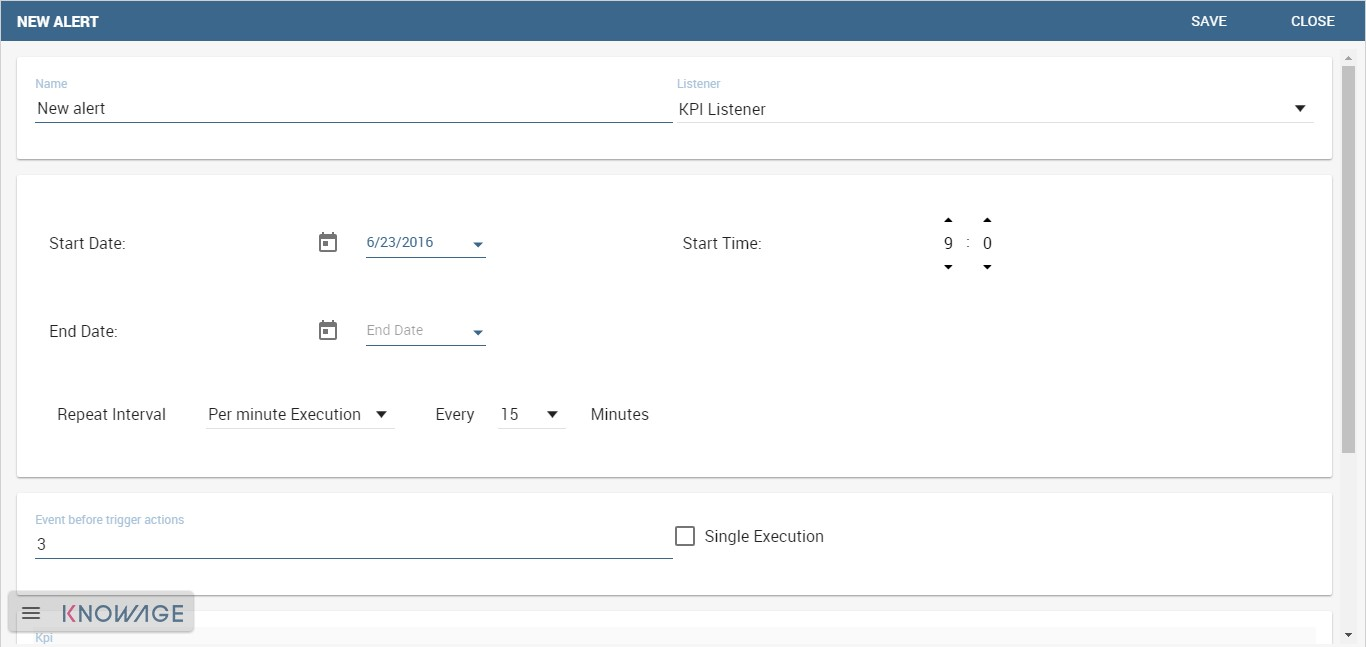 NEW ALERT SAVE CLOSE
Name Listener
New alert KPI Listener
Start Date: 6/23/2016 Start Time: 9 : 0
End Date: End Date
Repeat Interval Per minute Execution Every 15 Minutes
Event before trigger actions
3 Single Execution
KNOWAGE
Kpi